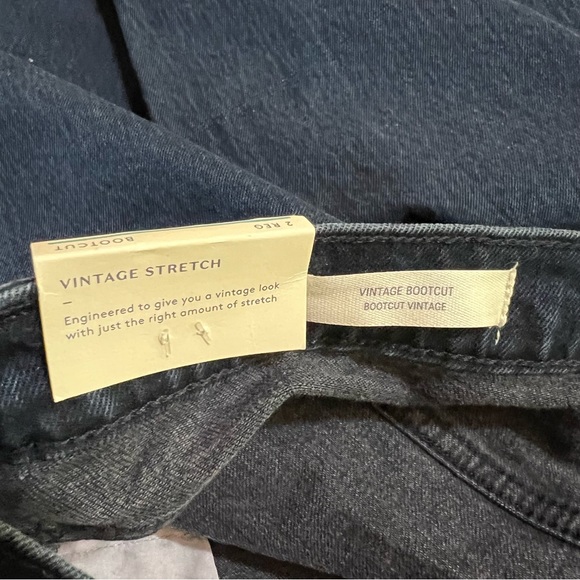 BOOTCUT 2 REG
VINTAGE STRETCH
–
Engineered to give you a vintage look
with just the right amount of stretch
VINTAGE BOOTCUT
BOOTCUT VINTAGE